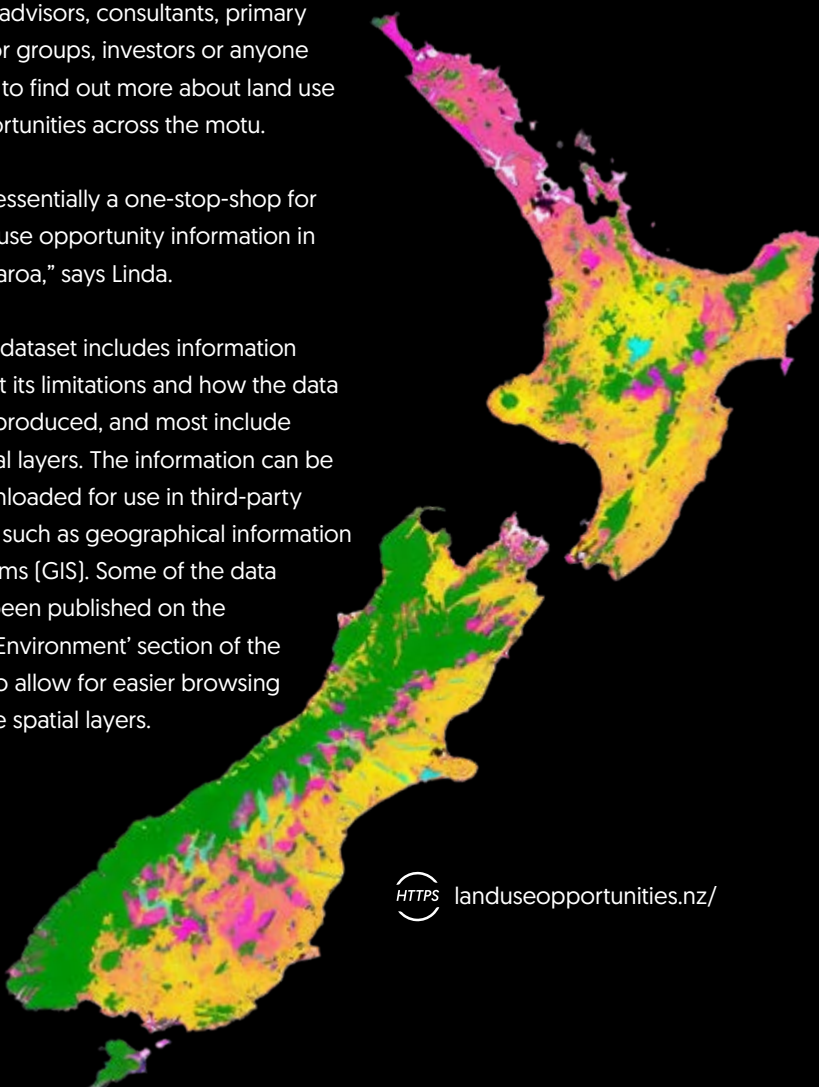 advisors, consultants, primary
r groups, investors or anyone
to find out more about land use
ortunities across the motu.
essentially a one-stop-shop for
use opportunity information in
aroa,” says Linda.
dataset includes information
t its limitations and how the data
produced, and most include
al layers. The information can be
nloaded for use in third-party
such as geographical information
ms (GIS). Some of the data
been published on the
Environment’ section of the
o allow for easier browsing
e spatial layers.
HTTPS landuseopportunities.nz/